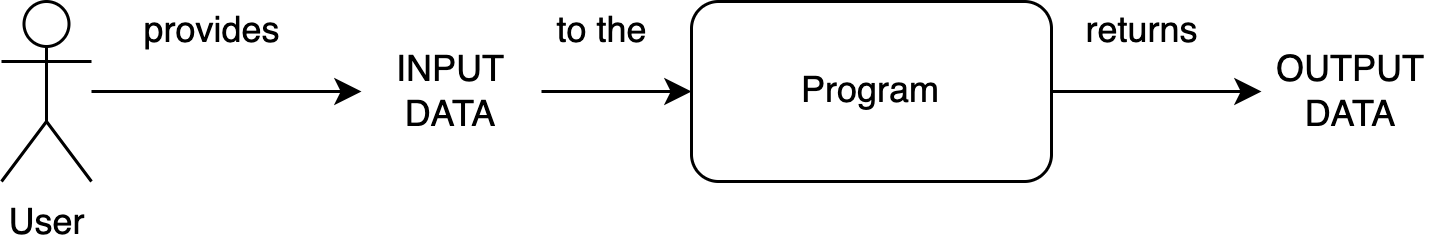 provides
to the
returns
INPUT
DATA
Program
OUTPUT
DATA
User